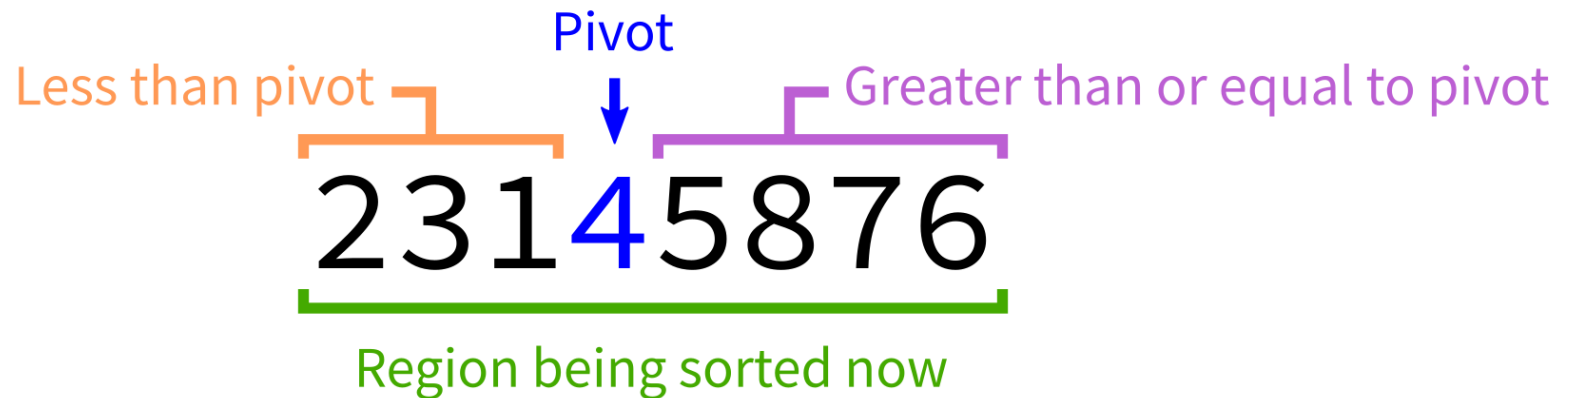 Pivot
Less than pivot
Greater than or equal to pivot
23145876
Region being sorted now